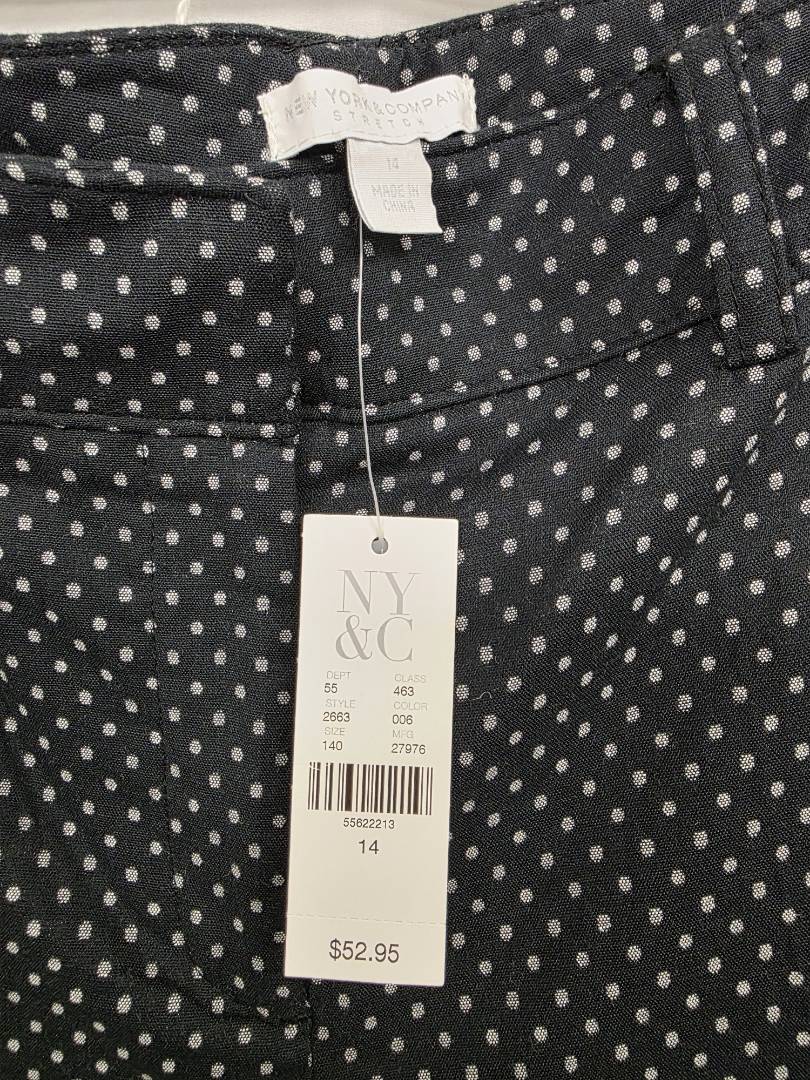 NEW YORK & COMPANY
STRETCH
14
MADE IN
CHINA
NY
&C
DEPT CLASS
55 463
STYLE COLOR
2663 006
SIZE MFG
140 27976
55622213
14
$52.95